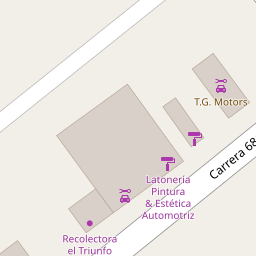 T.G. Motors
Carrera 68
Latonería
Pintura
& Estética
Automotriz
Recolectora
el Triunfo